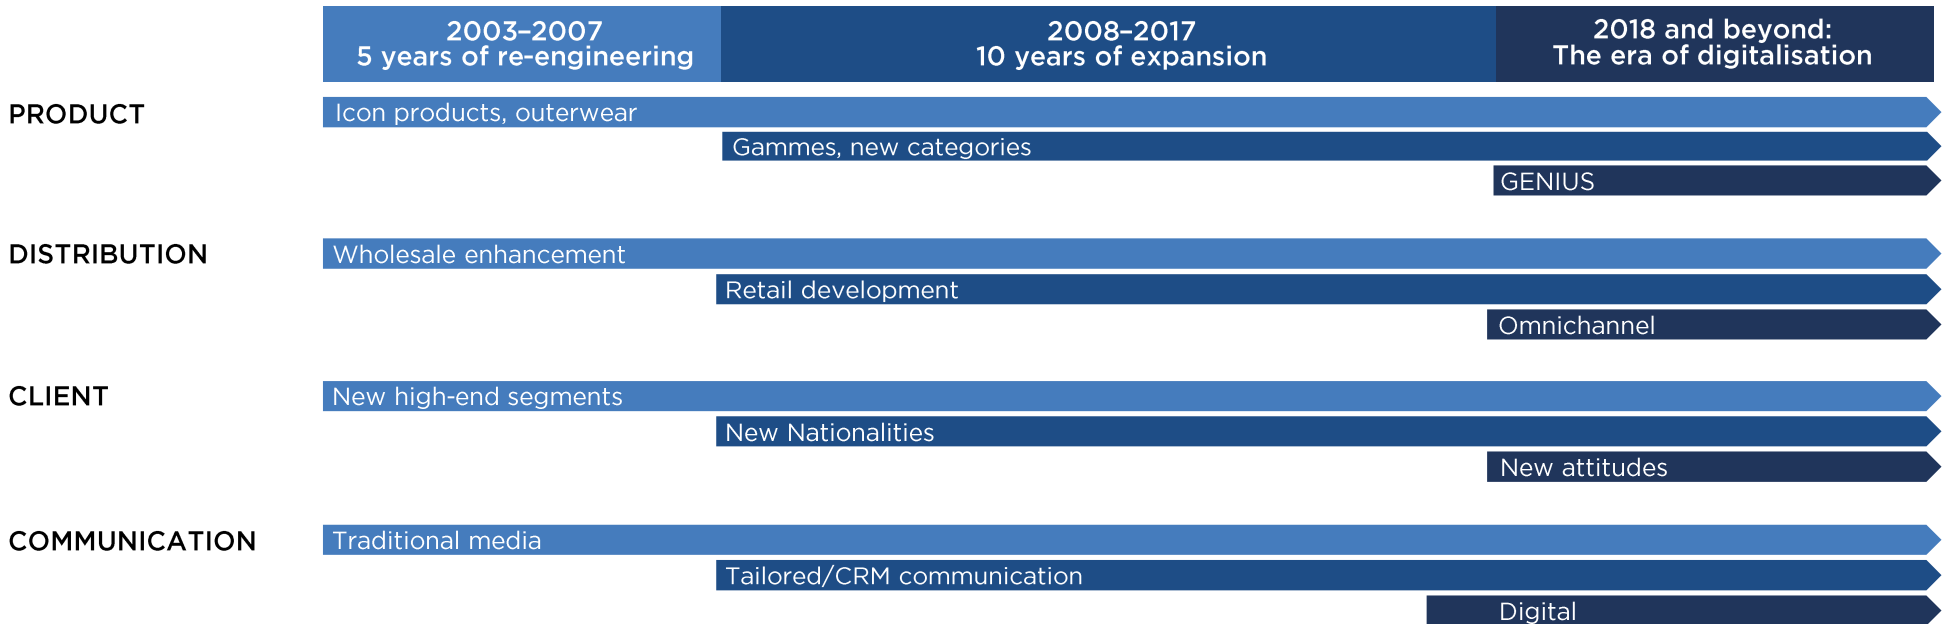 2003–2007
5 years of re-engineering
2008–2017
10 years of expansion
2018 and beyond:
The era of digitalisation
PRODUCT
Icon products, outerwear
Gammes, new categories
GENIUS
DISTRIBUTION
Wholesale enhancement
Retail development
Omnichannel
CLIENT
New high-end segments
New Nationalities
New attitudes
COMMUNICATION
Traditional media
Tailored/CRM communication
Digital